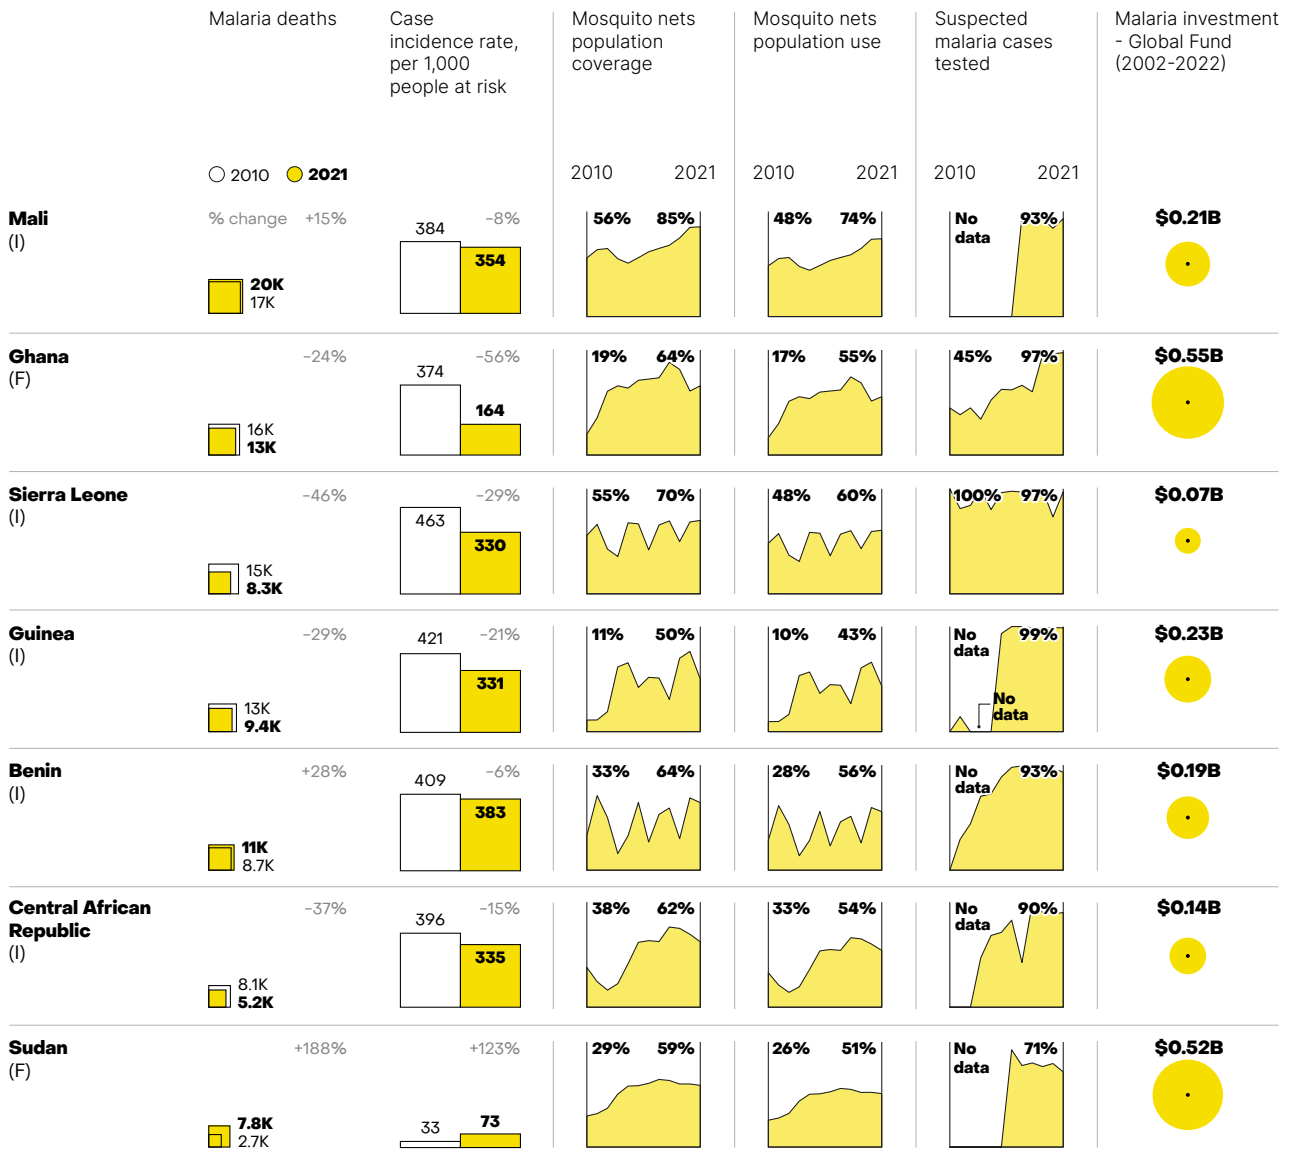 Malaria deaths
Case
incidence rate,
per 1,000
people at risk
Mosquito nets
population
coverage
Mosquito nets
population use
Suspected
malaria cases
tested
Malaria investment
- Global Fund
(2002-2022)
2010 2021
2010 2021
2010 2021
2010 2021
Mali
(I)
% change +15%
20K
17K
384 -8%
354
56% 85%
48% 74%
No
data
93%
$0.21B
Ghana
(F)
-24%
16K
13K
374 -56%
164
19% 64%
17% 55%
45% 97%
$0.55B
Sierra Leone
(I)
-46%
15K
8.3K
463 -29%
330
55% 70%
48% 60%
100% 97%
$0.07B
Guinea
(I)
-29%
13K
9.4K
421 -21%
331
11% 50%
10% 43%
No
data
99%
No
data
$0.23B
Benin
(I)
+28%
11K
8.7K
409 -6%
383
33% 64%
28% 56%
No
data
93%
$0.19B
Central African
Republic
(I)
-37%
8.1K
5.2K
396 -15%
335
38% 62%
33% 54%
No
data
90%
$0.14B
Sudan
(F)
+188%
7.8K
2.7K
33 +123%
73
29% 59%
26% 51%
No
data
71%
$0.52B